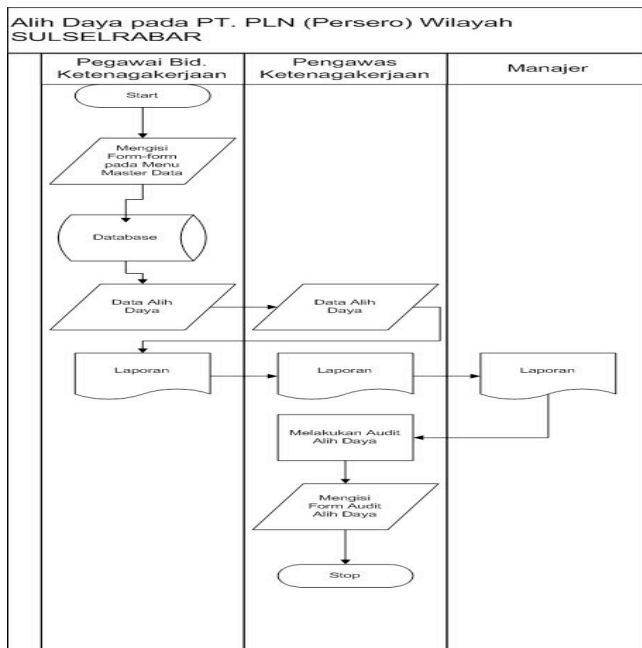 Alih Daya pada PT. PLN (Persero) Wilayah
SULSELRABAR
Pegawai Bid.
Ketenagakerjaan
Pengawas
Ketenagakerjaan
Manajer
Start
Mengisi
Form-form
pada Menu
Master Data
Database
Data Alih
Daya
Data Alih
Daya
Laporan
Laporan
Laporan
Melakukan Audit
Alih Daya
Mengisi
Form Audit
Alih Daya
Stop